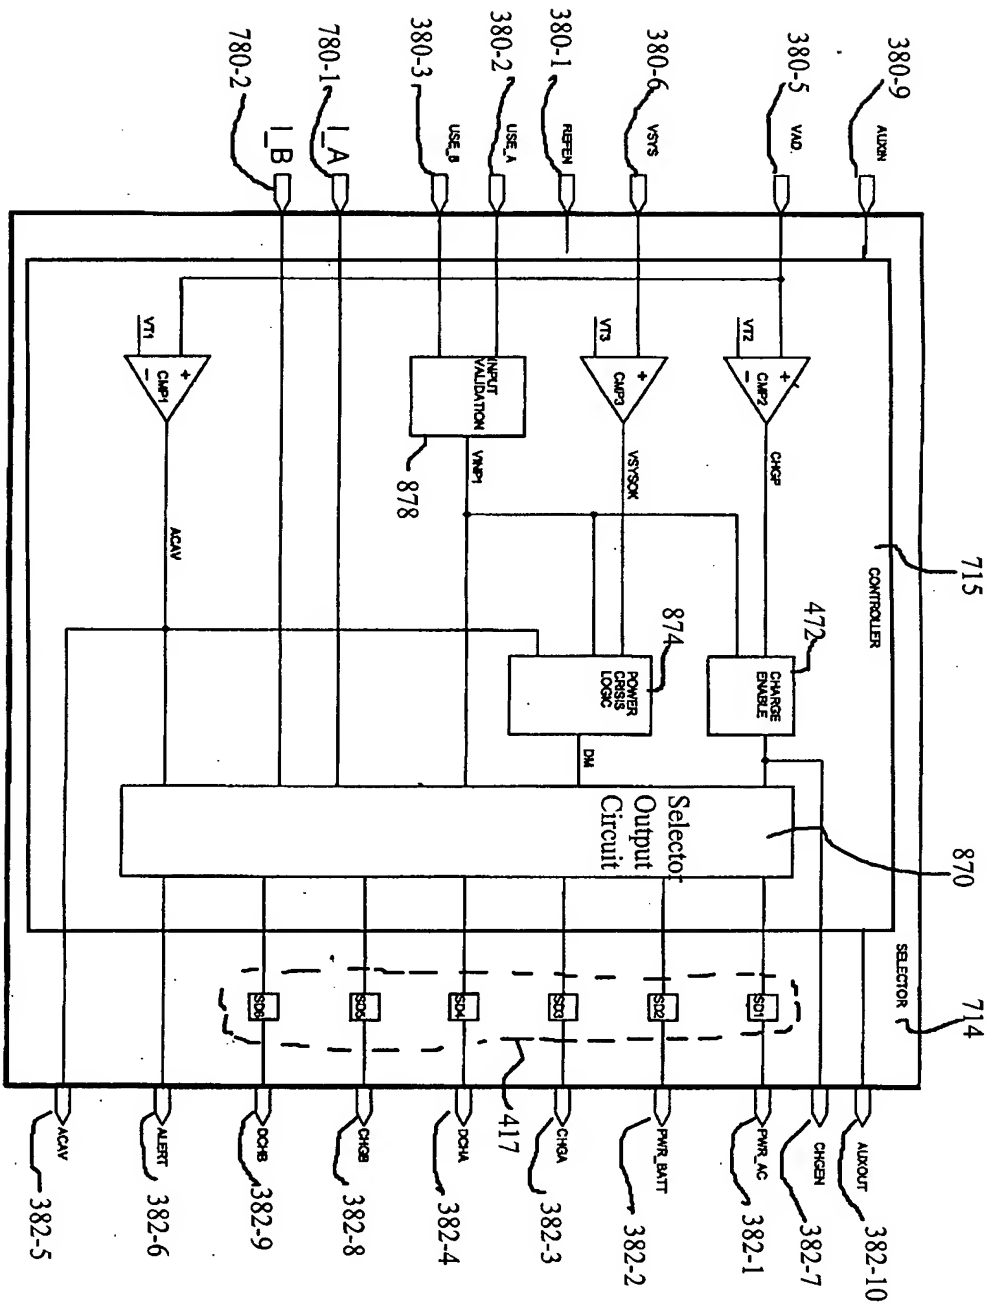 380-9
AUXIN
380-5
VAD.
380-6
VSYS
380-1
REFEN
380-2
USE_A
380-3
USE_B
780-1
I_A
780-2
I_B
VT2
+
CMP2
−
VT3
+
CMP3
INPUT
VALIDATION
878
VT1
+
CMP1
−
CHGP
VSYSOK
VINP1
ACAV
715
CONTROLLER
472
CHARGE
ENABLE
874
POWER
CRISIS
LOGIC
DM
Selector
Output
Circuit
870
SELECTOR
714
SD1
SD2
SD3
SD4
SD5
SD6
417
AUXOUT
382-10
CHGEN
382-7
PWR_AC
382-1
PWR_BATT
382-2
CHGA
382-3
DCHA
382-4
CHGB
382-8
DCHB
382-9
ALERT
382-6
ACAV
382-5